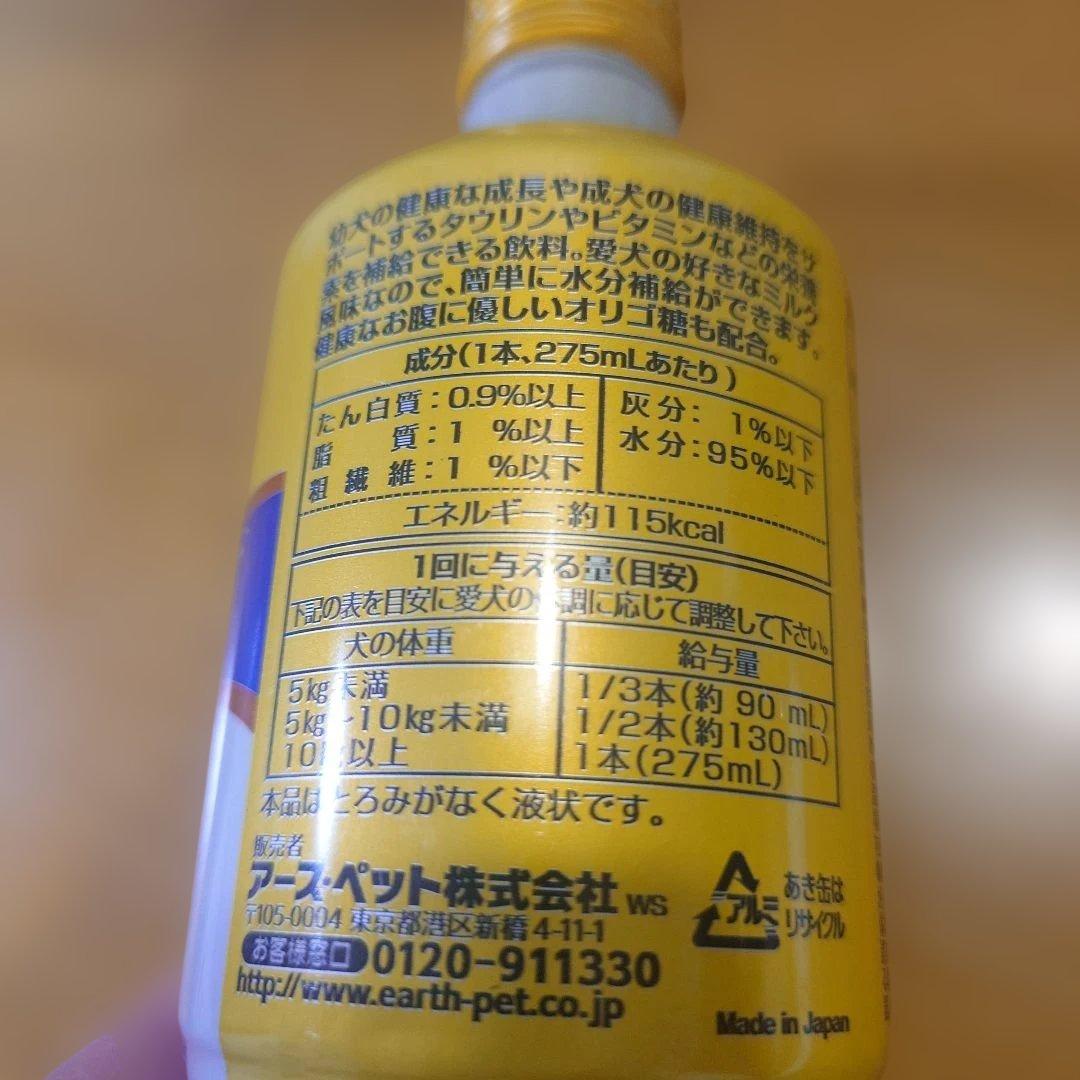 幼犬の健康な成長や成犬の健康維持をサ
ポートするタウリンやビタミンなどの栄養
素を補給できる飲料。愛犬の好きなミルク
風味なので、簡単に水分補給ができます。
健康なお腹に優しいオリゴ糖も配合。
成分(1本、275mLあたり)
たん白質:0.9%以上 灰分: 1%以下
脂 質:1 %以上 水分:95%以下
粗繊維:1 %以下
エネルギー:約115kcal
1回に与える量(目安)
下記の表を目安に愛犬の体調に応じて調整して下さい。
犬の体重 給与量
5kg未満 1/3本(約 90 mL)
5kg~10kg未満 1/2本(約130mL)
10kg以上 1本(275mL)
本品はとろみがなく液状です。
販売者
アース・ペット株式会社 WS
〒105-0004 東京都港区新橋4-11-1
お客様窓口 0120-911330
http://www.earth-pet.co.jp
アルミ
あき缶は
リサイクル
Made in Japan